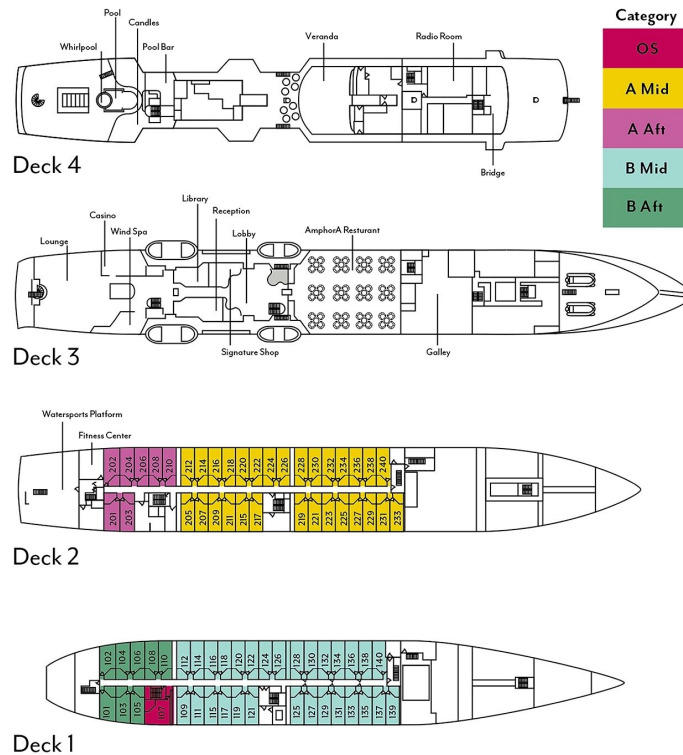 Category
OS
A Mid
A Aft
B Mid
B Aft
Pool
Candles
Whirlpool
Pool Bar
Veranda
Radio Room
Bridge
Deck 4
Library
Casino
Reception
Wind Spa
Lounge
Lobby
AmphorA Resturant
Signature Shop
Galley
Deck 3
Watersports Platform
Fitness Center
202 204 206 208 210 212 214 216 218 220 222 224 226 228 230 232 234 236 238 240
201 203 205 207 209 211 215 217 219 221 223 225 227 229 231 233
Deck 2
102 104 106 108 110 112 114 116 118 120 122 124 126 128 130 132 134 136 138 140
101 103 105 107 109 111 115 117 119 121 125 127 129 131 133 135 137 139
Deck 1